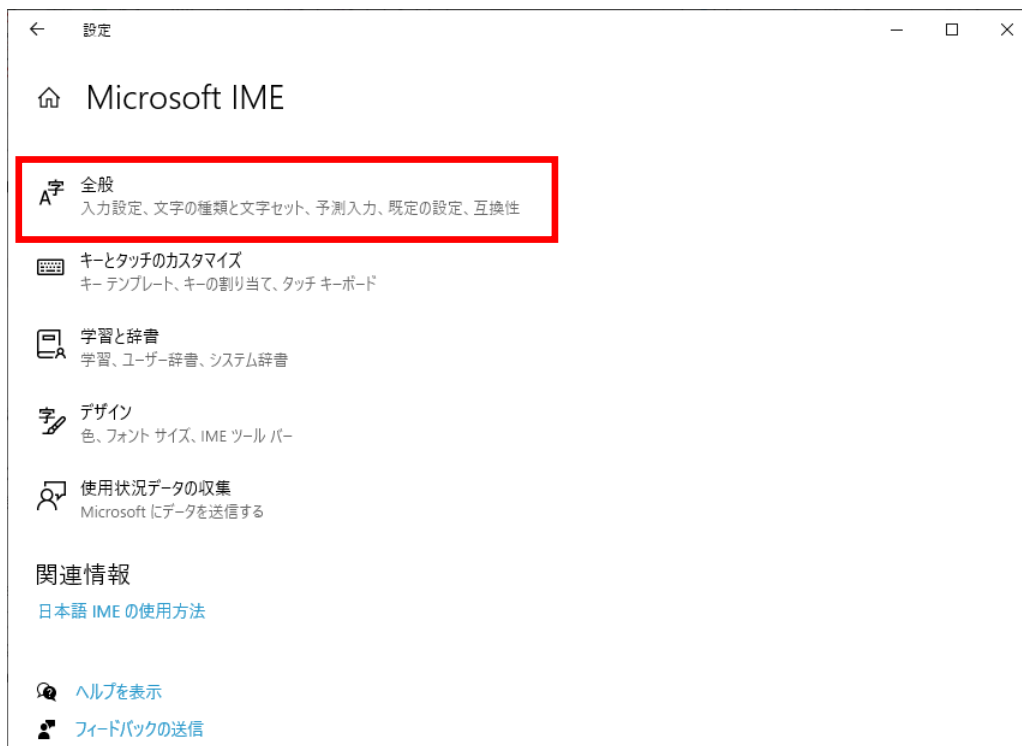 設定
Microsoft IME
全般
入力設定、文字の種類と文字セット、予測入力、既定の設定、互換性
キーとタッチのカスタマイズ
キー テンプレート、キーの割り当て、タッチ キーボード
学習と辞書
学習、ユーザー辞書、システム辞書
デザイン
色、フォント サイズ、IME ツール バー
使用状況データの収集
Microsoft にデータを送信する
関連情報
日本語 IME の使用方法
ヘルプを表示
フィードバックの送信